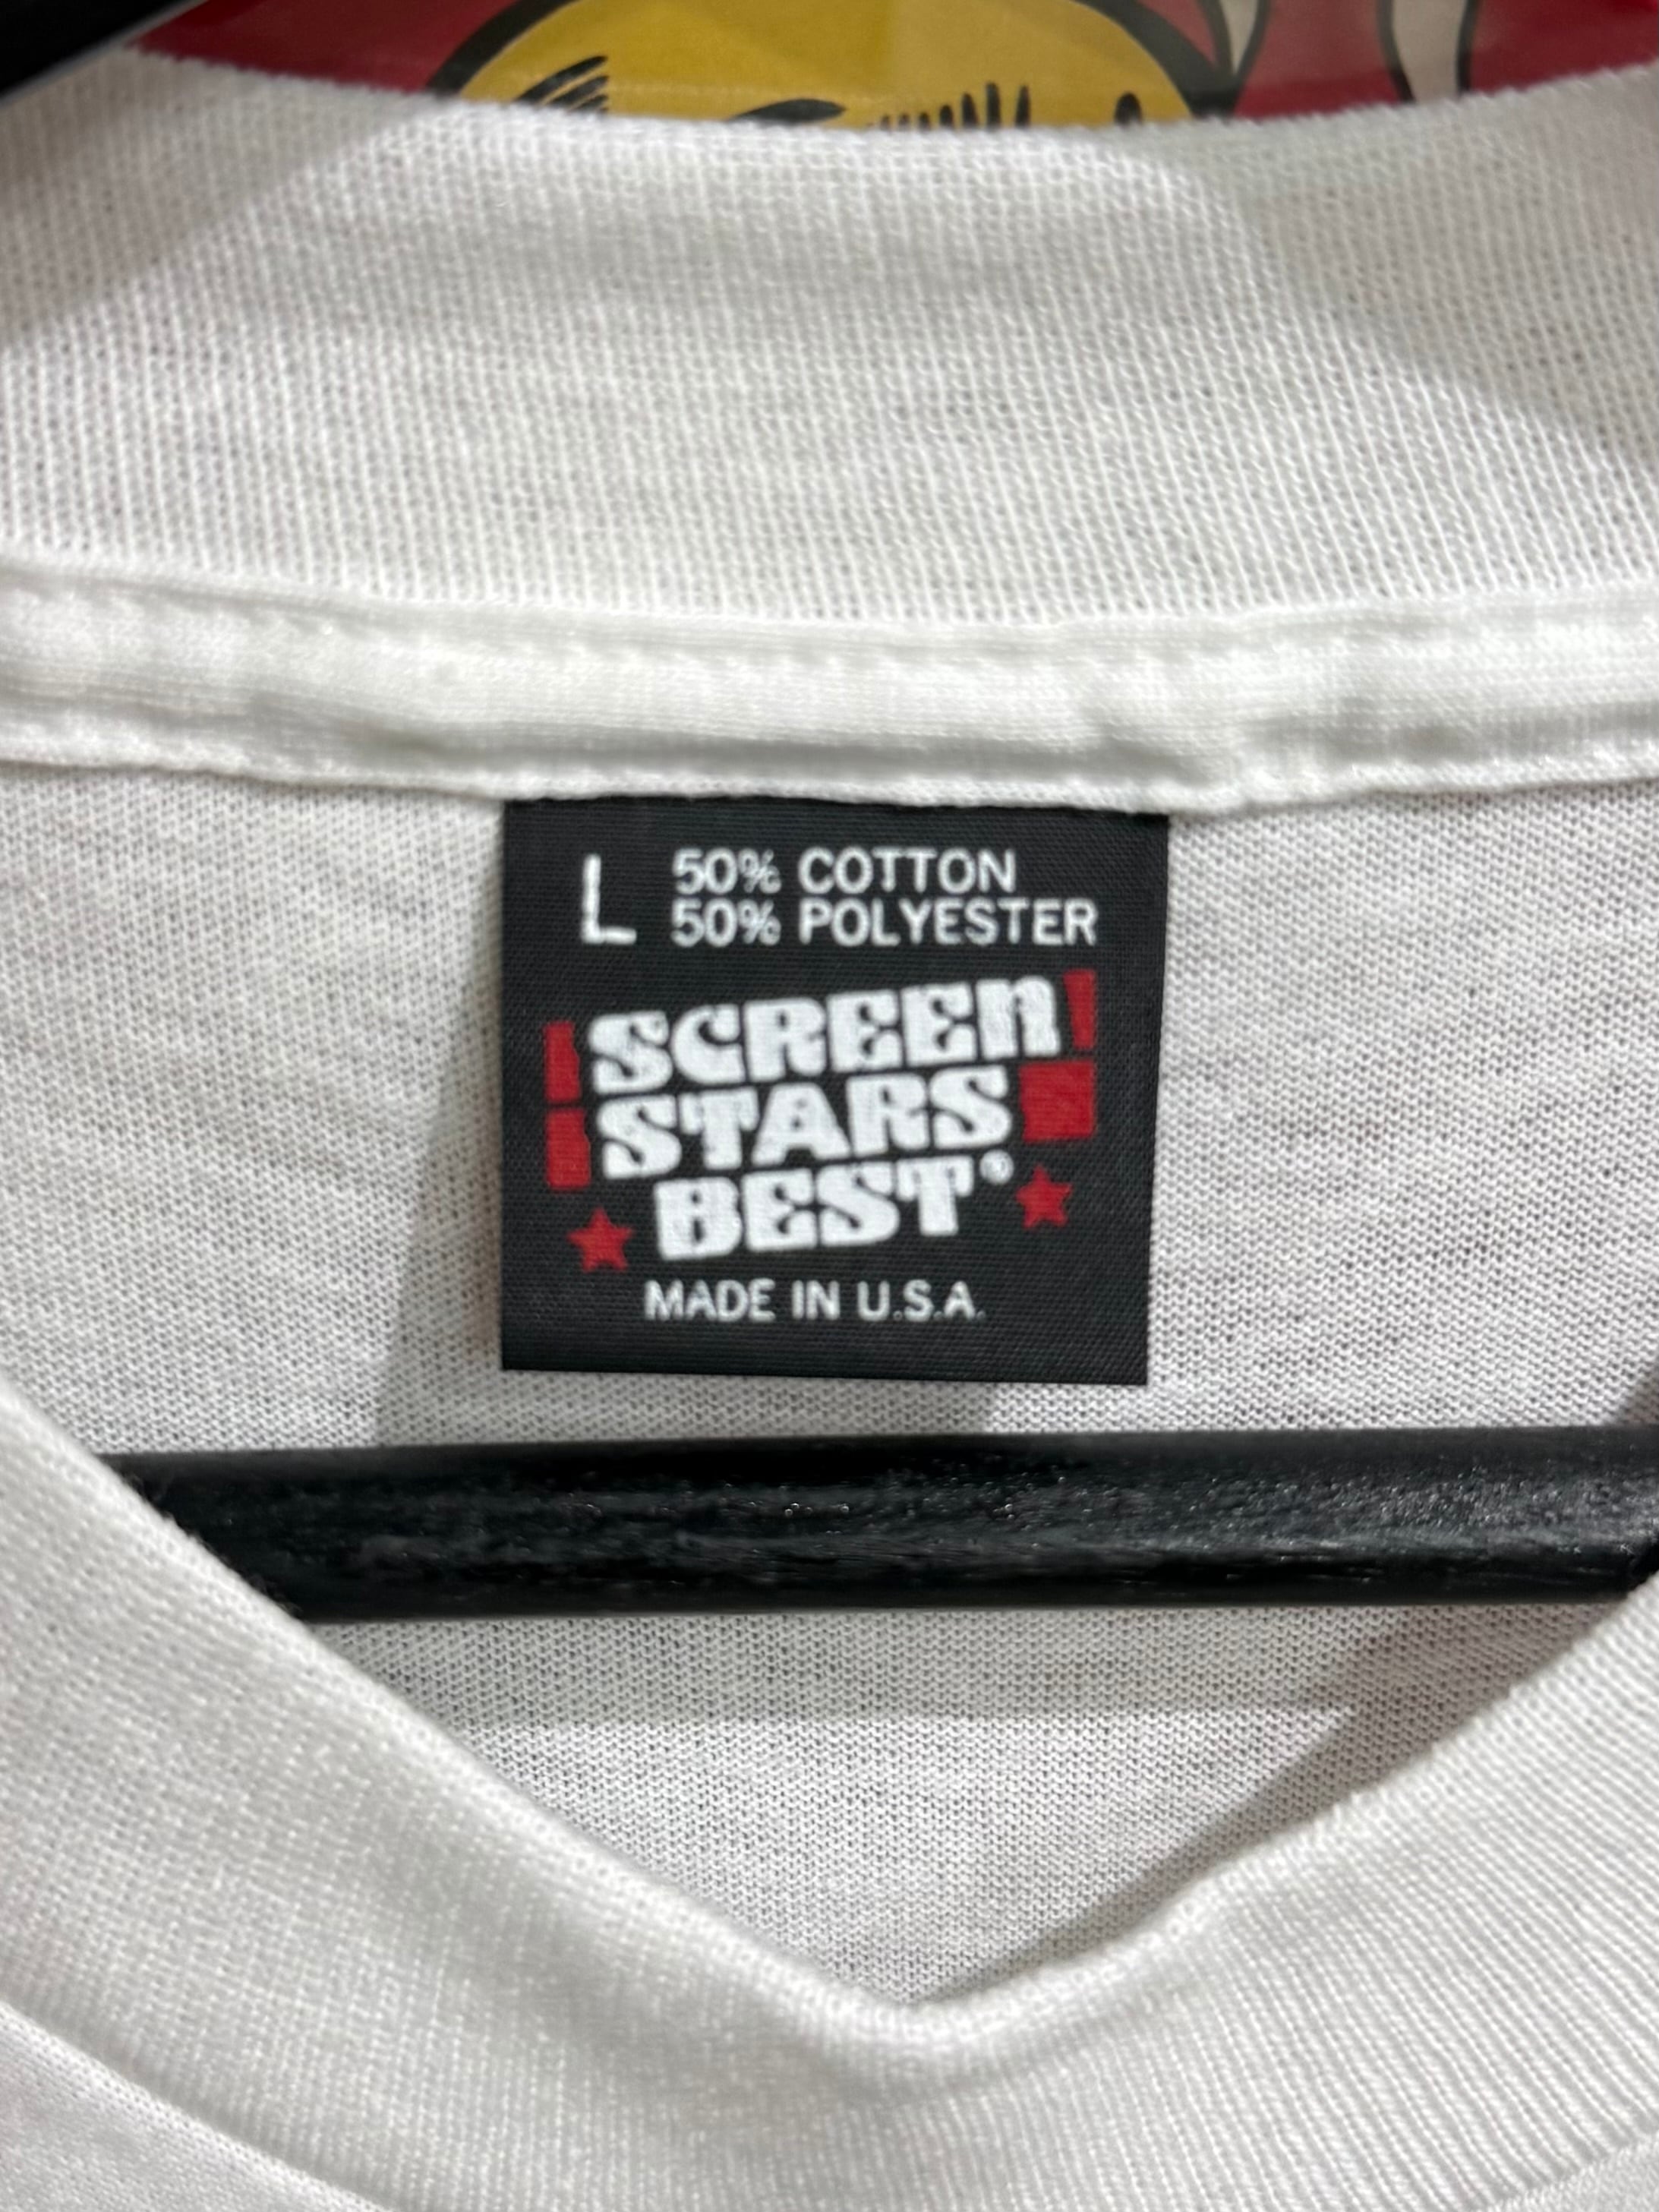 L 50% COTTON
50% POLYESTER
SCREEN
STARS
BEST®
MADE IN U.S.A.